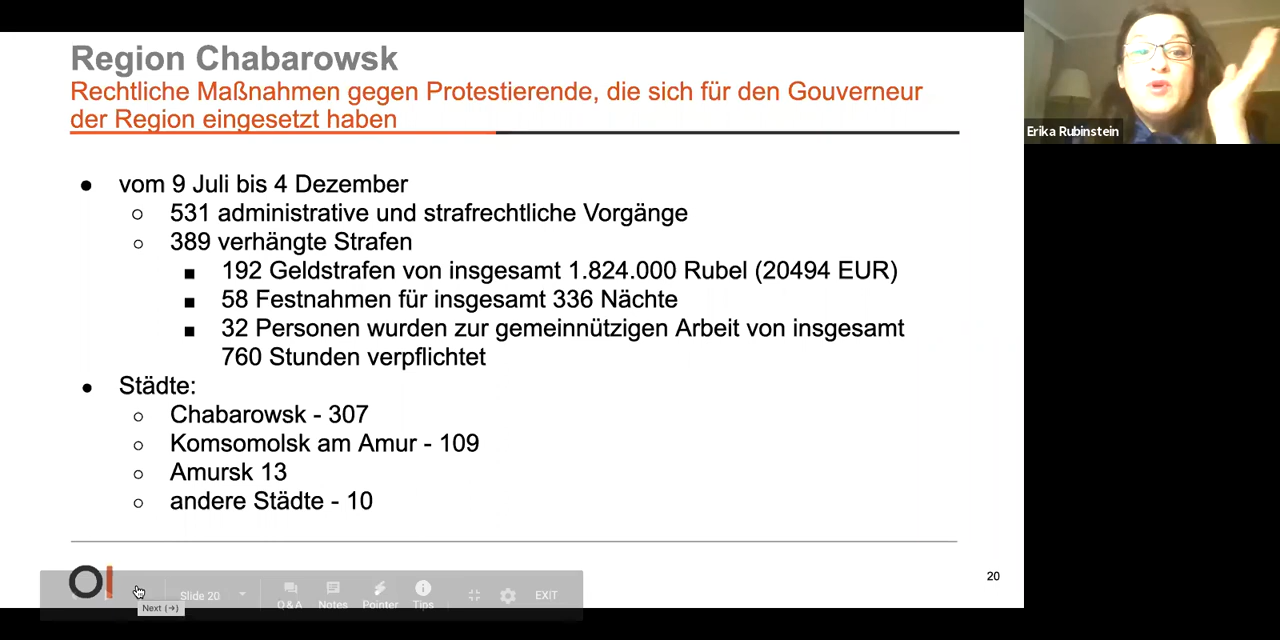 Region Chabarowsk
Rechtliche Maßnahmen gegen Protestierende, die sich für den Gouverneur
der Region eingesetzt haben
● vom 9 Juli bis 4 Dezember
○ 531 administrative und strafrechtliche Vorgänge
○ 389 verhängte Strafen
■ 192 Geldstrafen von insgesamt 1.824.000 Rubel (20494 EUR)
■ 58 Festnahmen für insgesamt 336 Nächte
■ 32 Personen wurden zur gemeinnützigen Arbeit von insgesamt
760 Stunden verpflichtet
● Städte:
○ Chabarowsk - 307
○ Komsomolsk am Amur - 109
○ Amursk 13
○ andere Städte - 10
20
Slide 20
Q&A
Notes
Pointer
Tips
EXIT
Next (→)
Erika Rubinstein